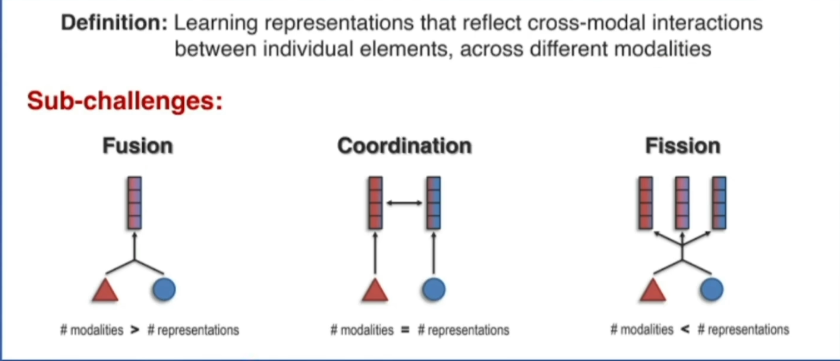 Definition: Learning representations that reflect cross-modal interactions
between individual elements, across different modalities
Sub-challenges:
Fusion
Coordination
Fission
# modalities > # representations
# modalities = # representations
# modalities < # representations